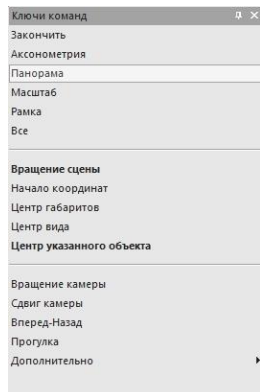 Ключи команд
Закончить
Аксонометрия
Панорама
Масштаб
Рамка
Все
Вращение сцены
Начало координат
Центр габаритов
Центр вида
Центр указанного объекта
Вращение камеры
Сдвиг камеры
Вперед-Назад
Прогулка
Дополнительно